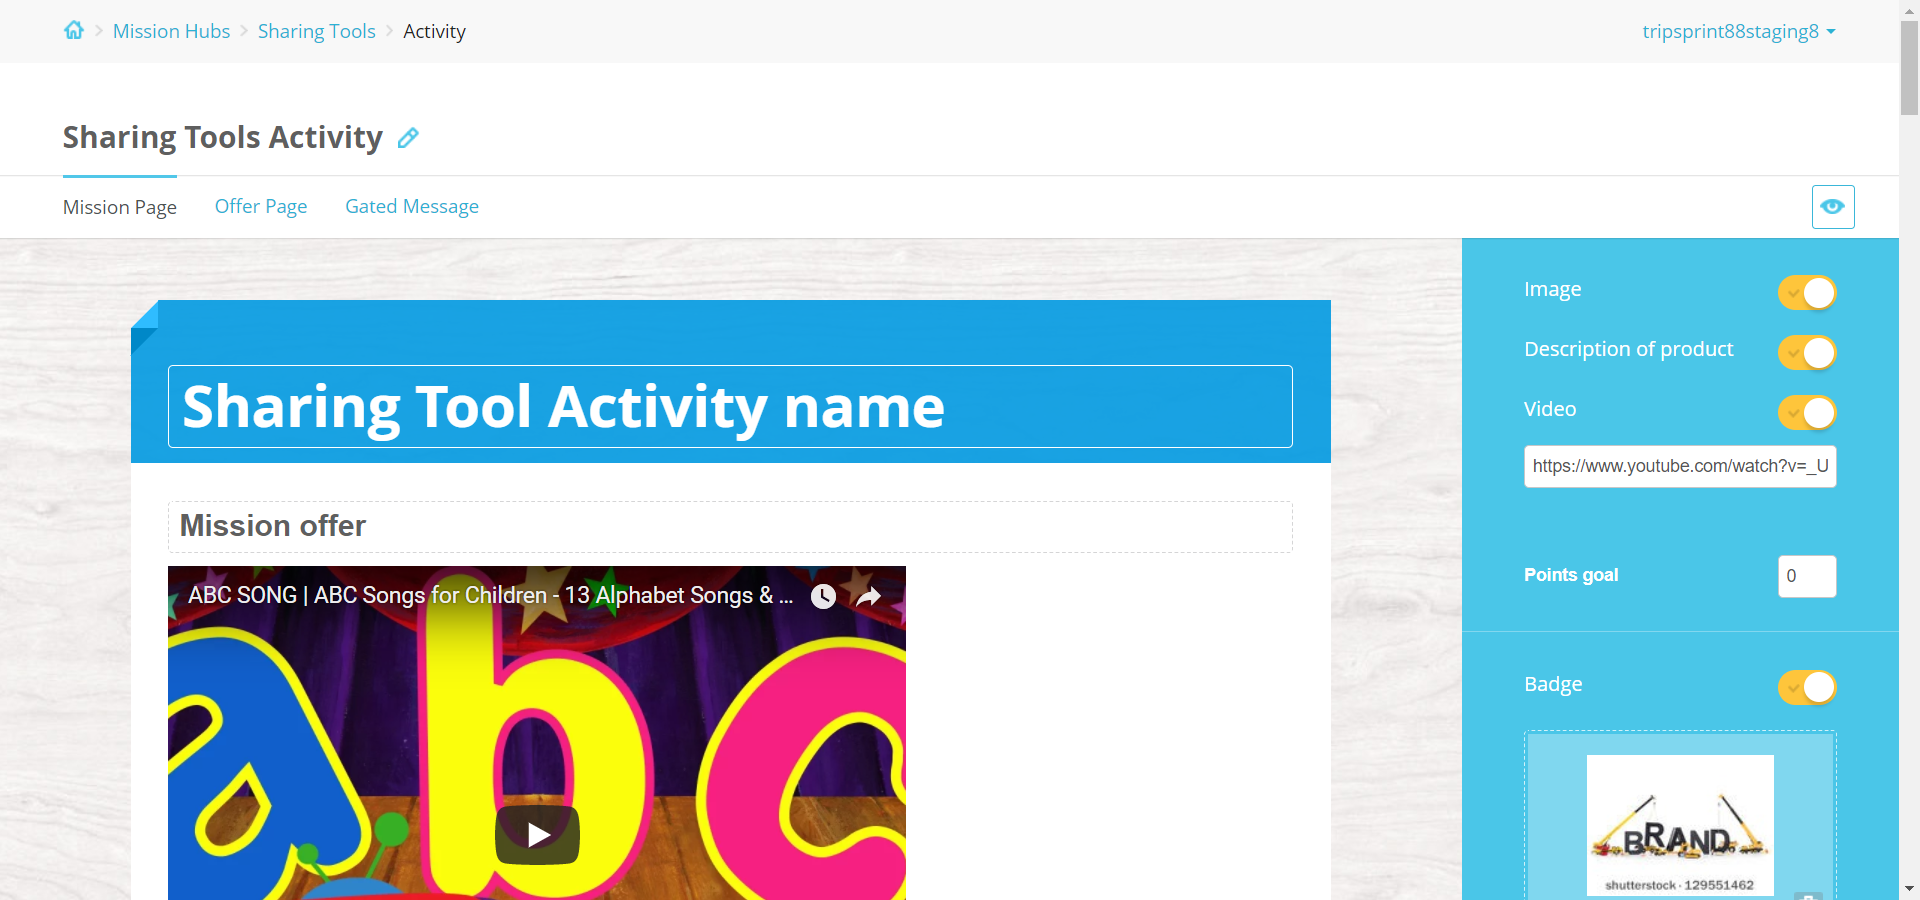 Mission Hubs Sharing Tools Activity
tripsprint88staging8
Sharing Tools Activity
Mission Page Offer Page Gated Message
Sharing Tool Activity name
Mission offer
ABC SONG | ABC Songs for Children - 13 Alphabet Songs & ...
abc
Image
Description of product
Video
https://www.youtube.com/watch?v=_U
Points goal 0
Badge
BRAND
shutterstock · 129551462